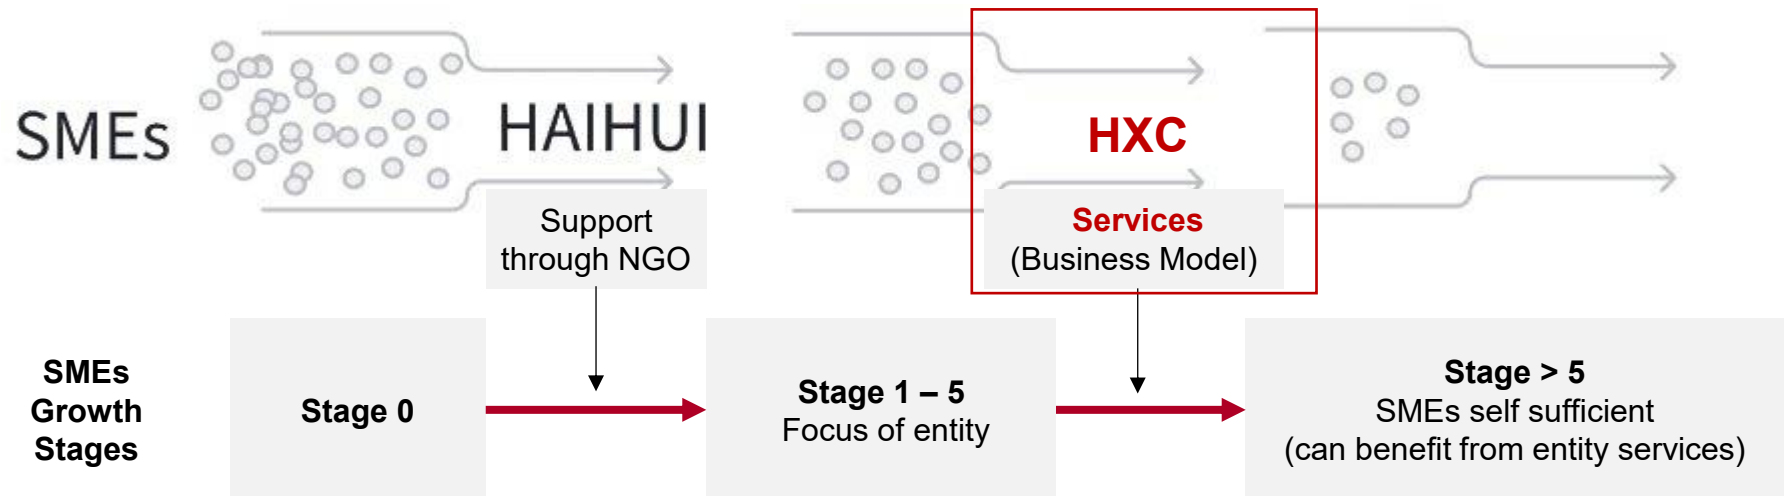 SMEs
HAIHUI
HXC
Support
through NGO
Services
(Business Model)
SMEs
Growth
Stages
Stage 0
Stage 1 – 5
Focus of entity
Stage > 5
SMEs self sufficient
(can benefit from entity services)